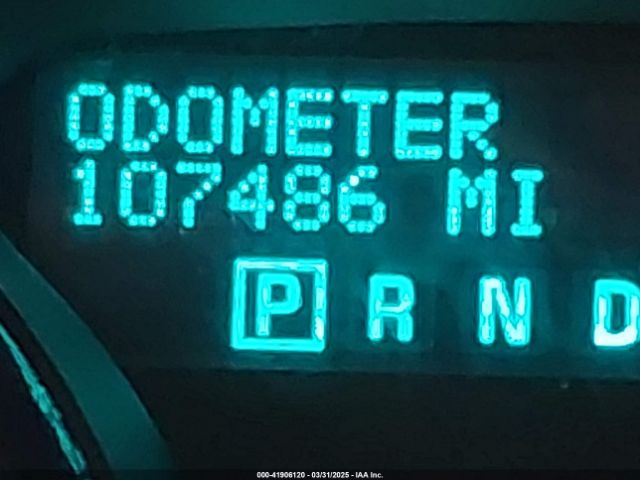 ODOMETER
107486 MI
P R N D
000-41906120 - 03/31/2025 - IAA Inc.